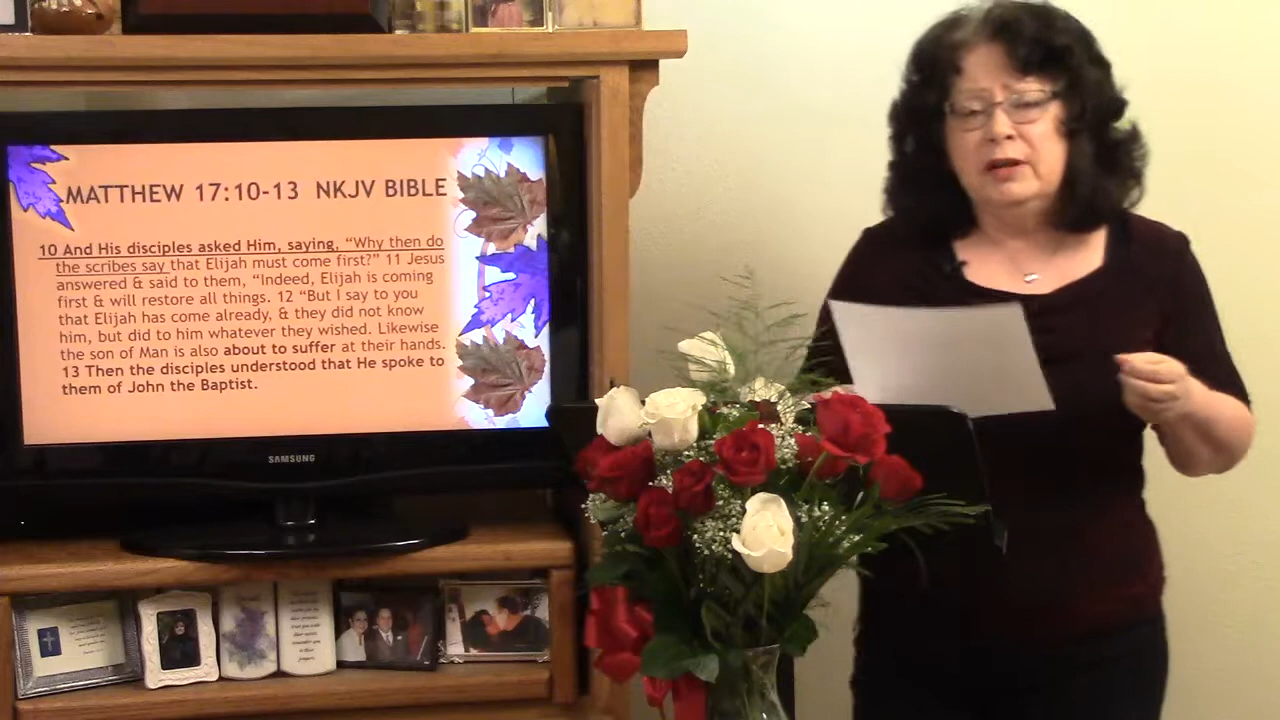 MATTHEW 17:10-13 NKJV BIBLE
10 And His disciples asked Him, saying, “Why then do
the scribes say that Elijah must come first?” 11 Jesus
answered & said to them, “Indeed, Elijah is coming
first & will restore all things. 12 “But I say to you
that Elijah has come already, & they did not know
him, but did to him whatever they wished. Likewise
the son of Man is also about to suffer at their hands.
13 Then the disciples understood that He spoke to
them of John the Baptist.
SAMSUNG